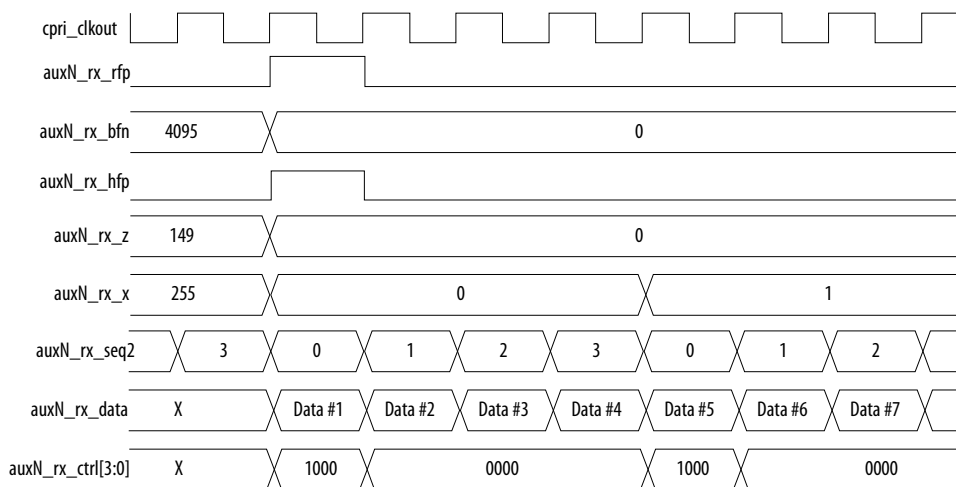 cpri_clkout
auxN_rx_rfp
auxN_rx_bfn 4095 0
auxN_rx_hfp
auxN_rx_z 149 0
auxN_rx_x 255 0 1
auxN_rx_seq 2 3 0 1 2 3 0 1 2
auxN_rx_data X Data #1 Data #2 Data #3 Data #4 Data #5 Data #6 Data #7
auxN_rx_ctrl[3:0] X 1000 0000 1000 0000